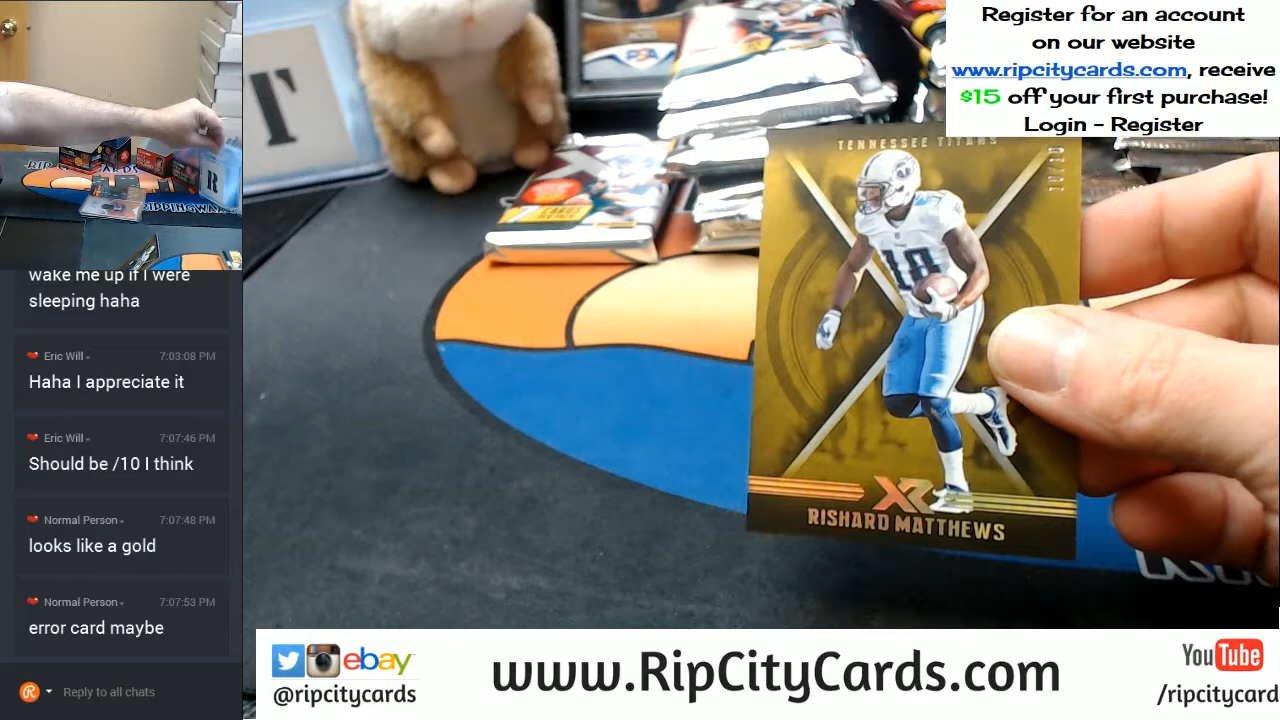 Register for an account
on our website
www.ripcitycards.com, receive
$15 off your first purchase!
Login - Register
TENNESSEE TITANS
18
XR
RISHARD MATTHEWS
RIPPINGWAX
R
wake me up if I were
sleeping haha
Eric Will 7:03:08 PM
Haha I appreciate it
Eric Will 7:07:46 PM
Should be /10 I think
Normal Person 7:07:48 PM
looks like a gold
Normal Person 7:07:53 PM
error card maybe
Reply to all chats
ebay
@ripcitycards
www.RipCityCards.com
YouTube
/ripcitycard